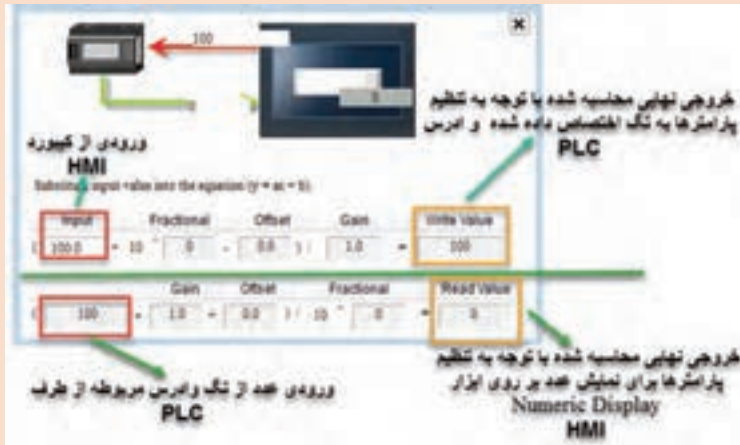 100
خروجی نهایی محاسبه شده با توجه به تنظیم
پارامترها به تگ اختصاص داده شده و ادرس
PLC
ورودی از کیبورد
HMI
Substitute input value into the equation (y = ax + b).
Input Fractional Offset Gain Write Value
( 100.0 * 10 ^ 0 - 0.0 ) / 1.0 = 100
Gain Offset Fractional Read Value
( 100 * 1.0 + 0.0 ) / 10 ^ 0 = 0
خروجی نهایی محاسبه شده با توجه به تنظیم
پارامترها برای نمایش عدد بر روی ابزار
Numeric Display
HMI
ورودی عدد از تگ وادرس مربوطه از طرف
PLC